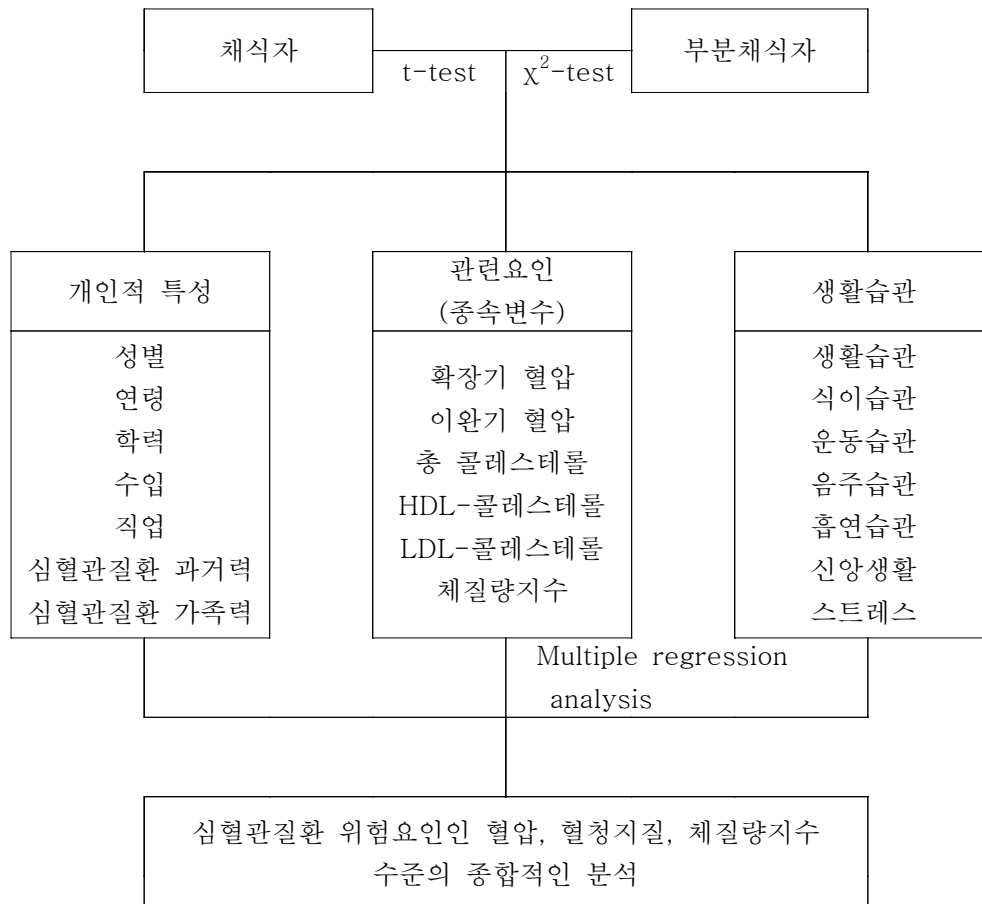 채식자
부분채식자
t-test
χ²-test
개인적 특성
성별
연령
학력
수입
직업
심혈관질환 과거력
심혈관질환 가족력
관련요인
(종속변수)
확장기 혈압
이완기 혈압
총 콜레스테롤
HDL-콜레스테롤
LDL-콜레스테롤
체질량지수
생활습관
생활습관
식이습관
운동습관
음주습관
흡연습관
신앙생활
스트레스
Multiple regression
analysis
심혈관질환 위험요인인 혈압, 혈청지질, 체질량지수
수준의 종합적인 분석